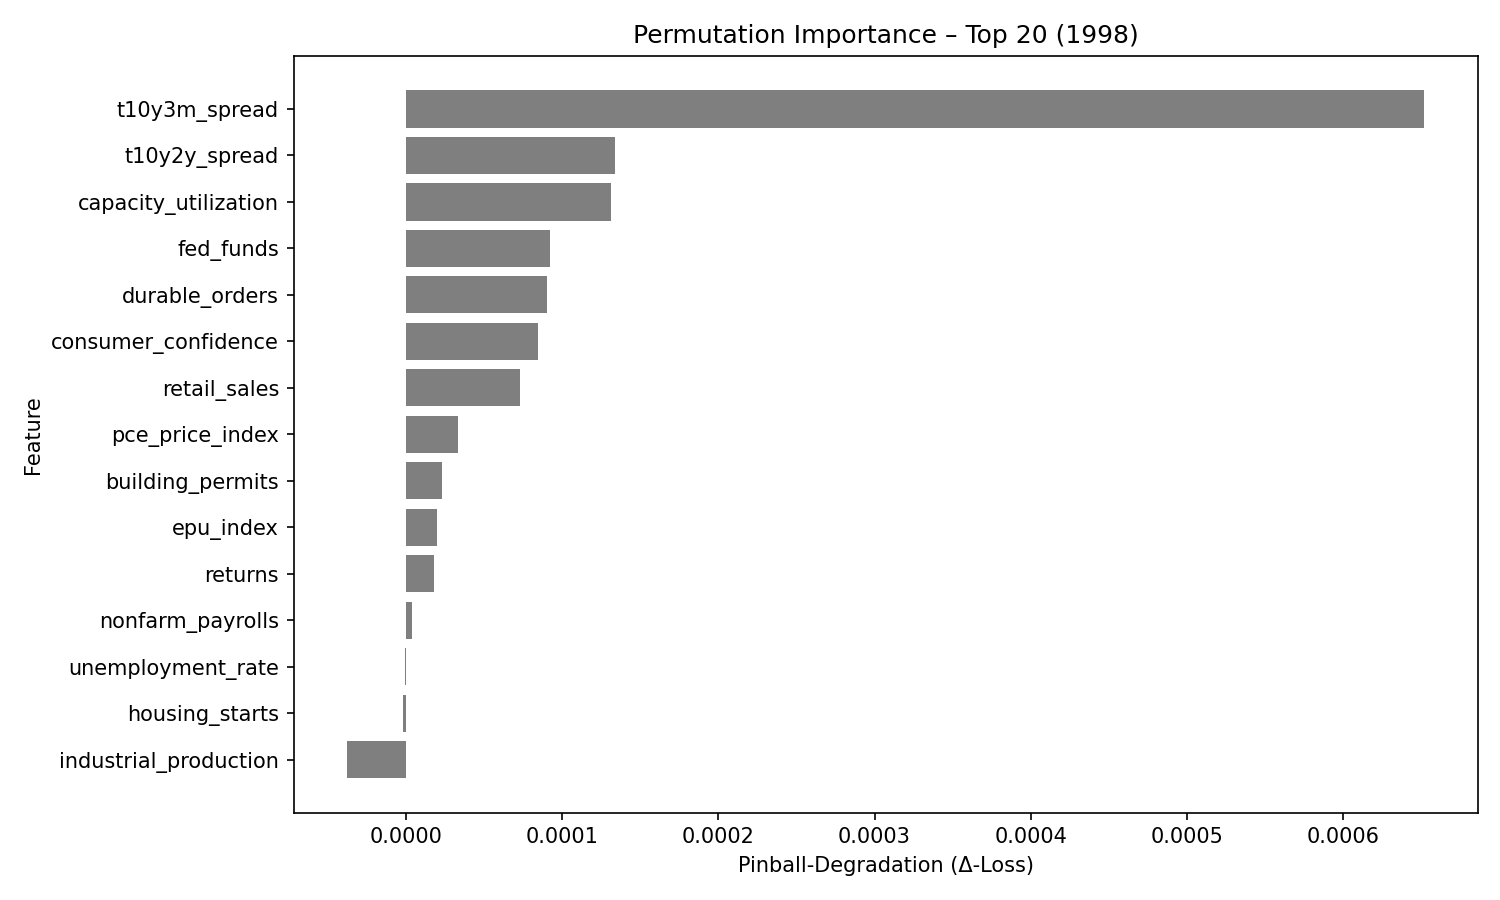 Permutation Importance – Top 20 (1998)
t10y3m_spread
t10y2y_spread
capacity_utilization
fed_funds
durable_orders
consumer_confidence
retail_sales
pce_price_index
building_permits
epu_index
returns
nonfarm_payrolls
unemployment_rate
housing_starts
industrial_production
Feature
0.0000 0.0001 0.0002 0.0003 0.0004 0.0005 0.0006
Pinball-Degradation (Δ-Loss)